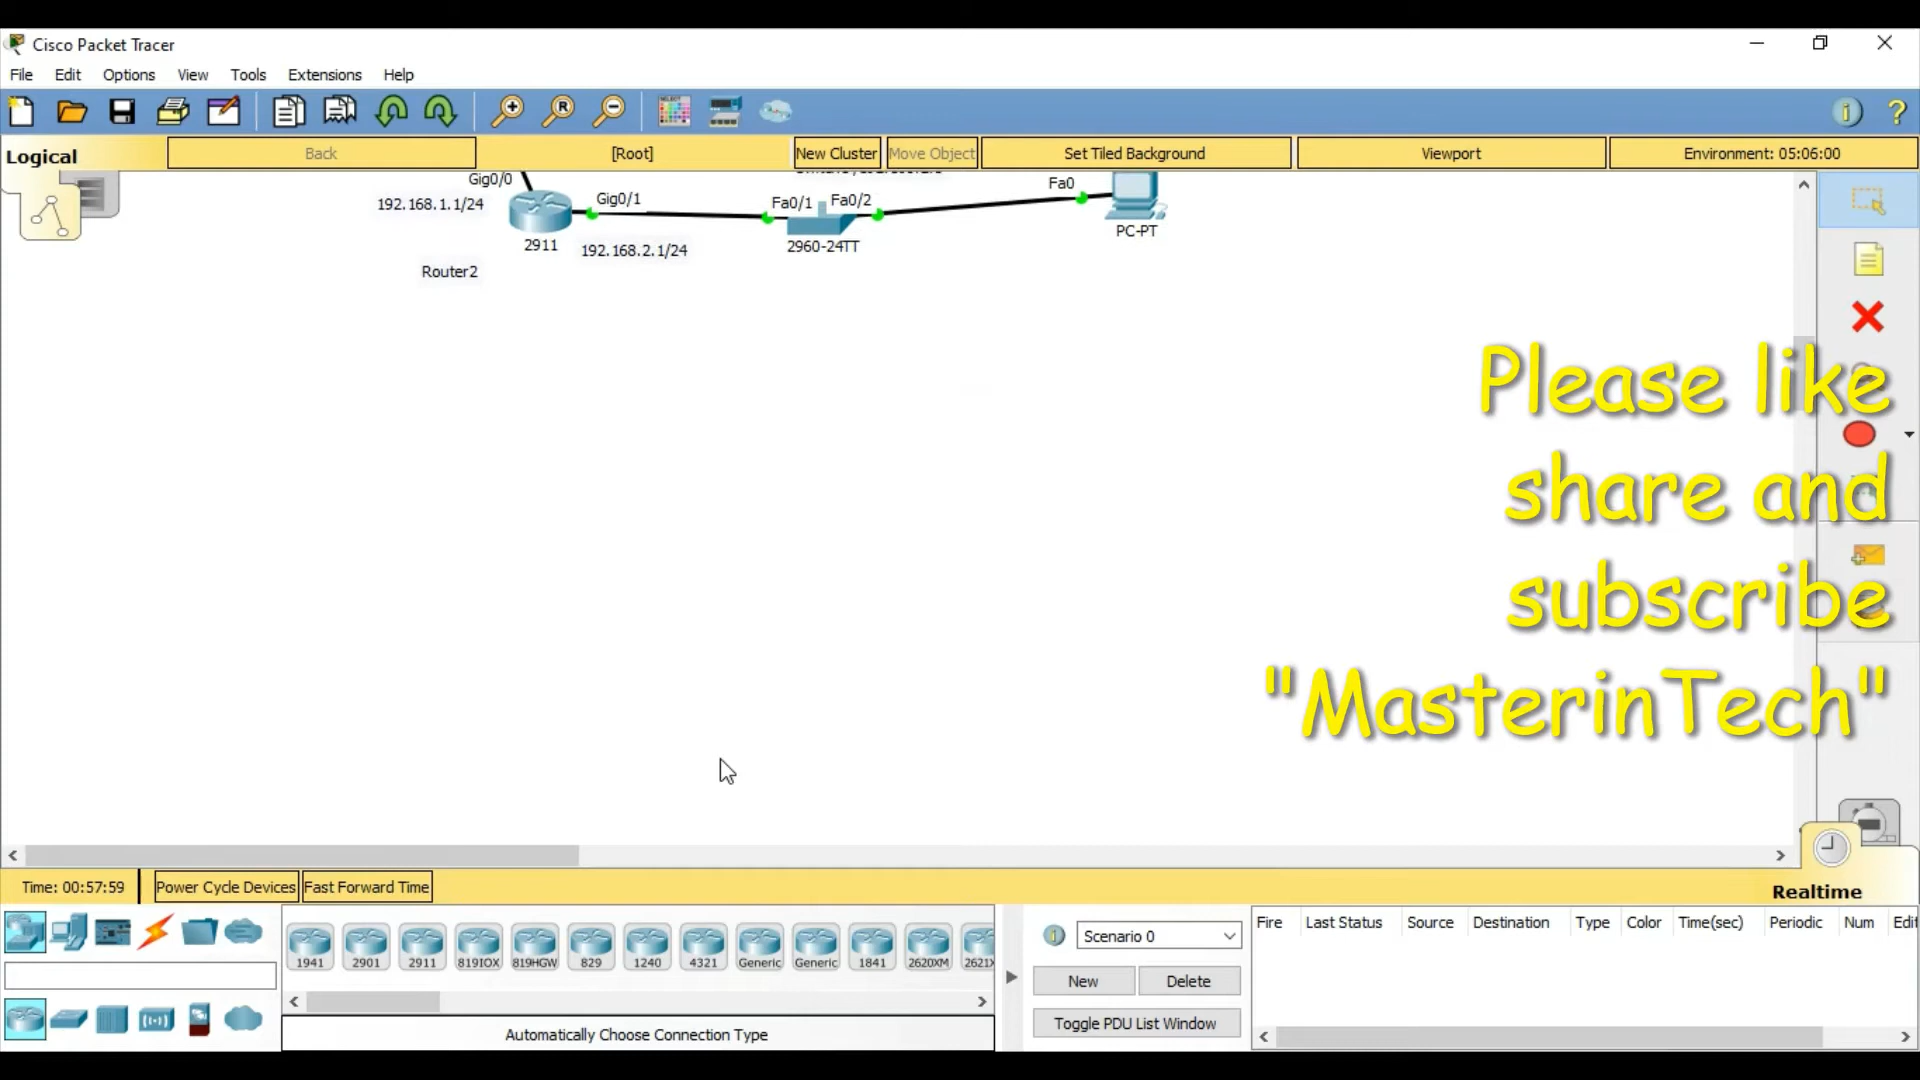 Cisco Packet Tracer
File Edit Options View Tools Extensions Help
Logical Back [Root] New Cluster Move Object Set Tiled Background Viewport Environment: 05:06:00
Gig0/0
192.168.1.1/24
Gig0/1
Fa0/1 Fa0/2
Fa0
2911
192.168.2.1/24
2960-24TT
PC-PT
Router2
Please like
share and
subscribe
"MasterinTech"
Time: 00:57:59 Power Cycle Devices Fast Forward Time
Realtime
1941 2901 2911 819IOX 819HGW 829 1240 4321 Generic Generic 1841 2620XM 2621X
Automatically Choose Connection Type
Scenario 0
New Delete
Toggle PDU List Window
Fire Last Status Source Destination Type Color Time(sec) Periodic Num Edit